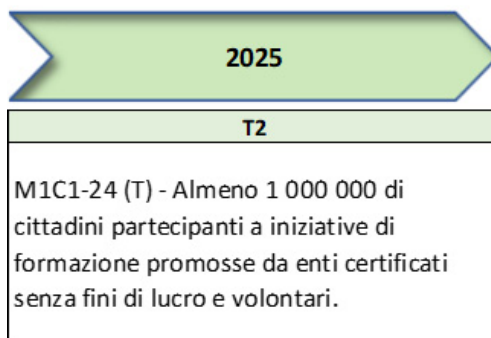 2025
T2
M1C1-24 (T) - Almeno 1 000 000 di
cittadini partecipanti a iniziative di
formazione promosse da enti certificati
senza fini di lucro e volontari.